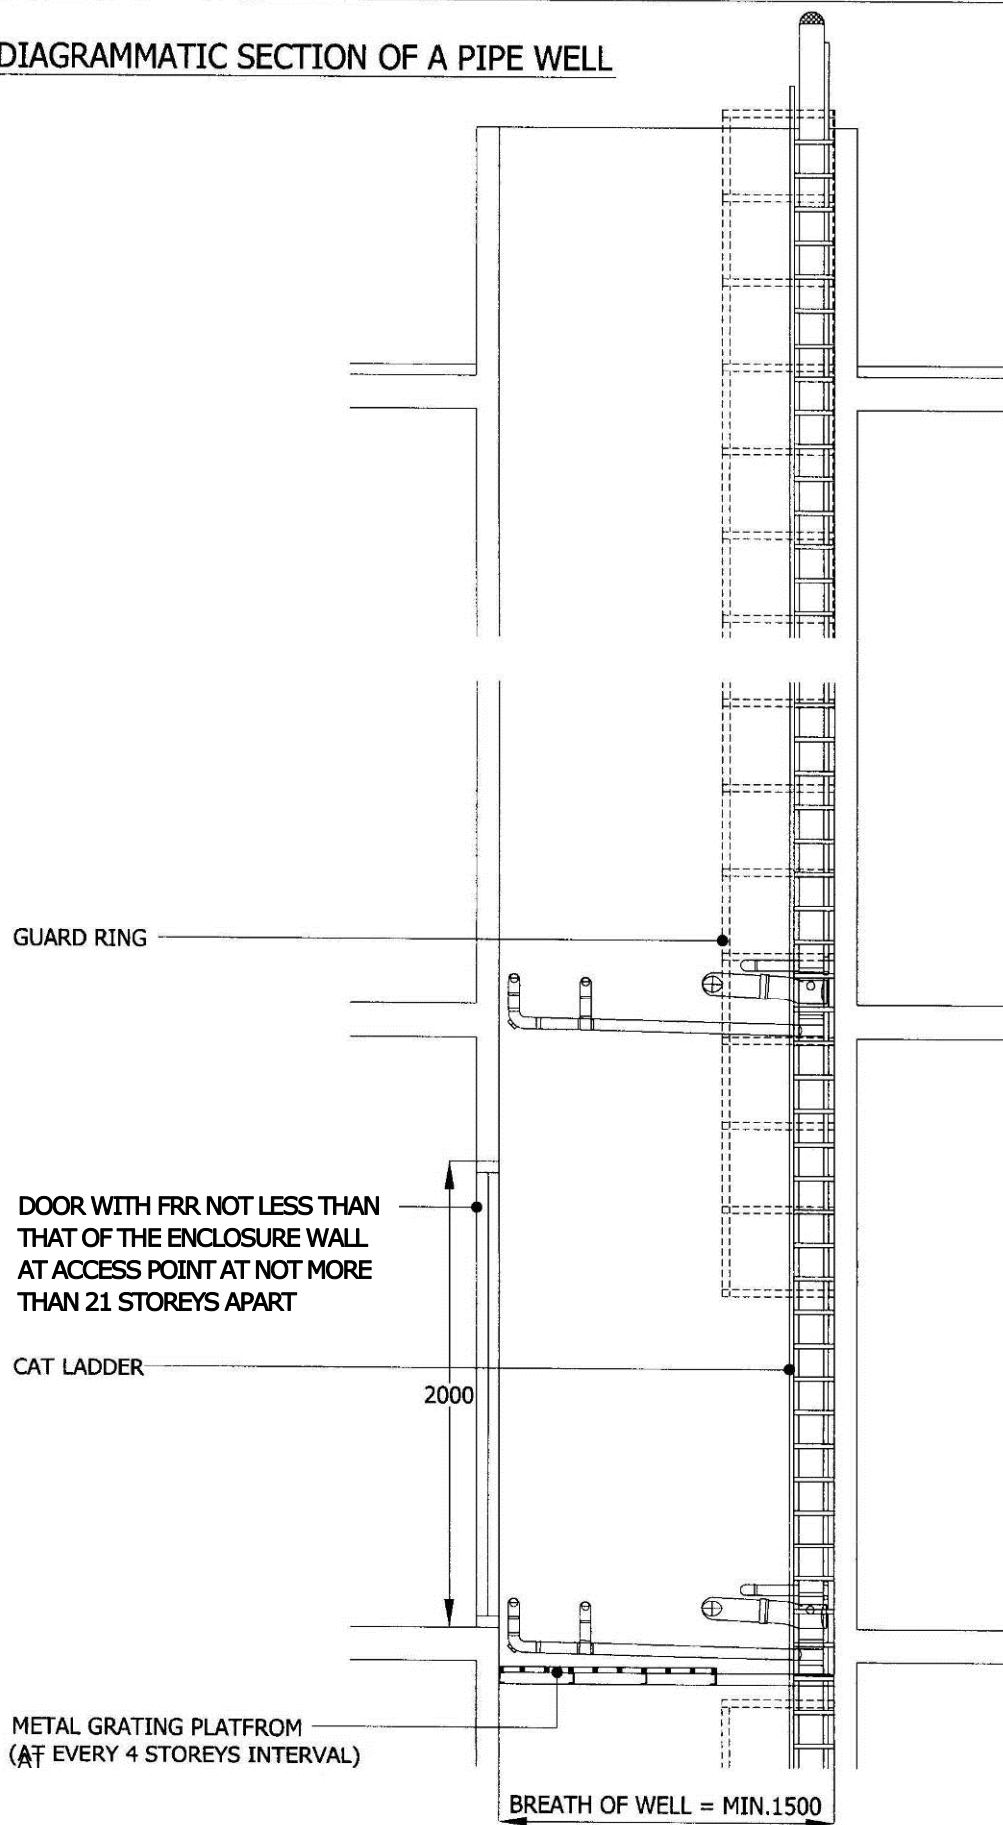 DIAGRAMMATIC SECTION OF A PIPE WELL
GUARD RING
DOOR WITH FRR NOT LESS THAN
THAT OF THE ENCLOSURE WALL
AT ACCESS POINT AT NOT MORE
THAN 21 STOREYS APART
CAT LADDER
2000
METAL GRATING PLATFROM
(AT EVERY 4 STOREYS INTERVAL)
BREATH OF WELL = MIN.1500